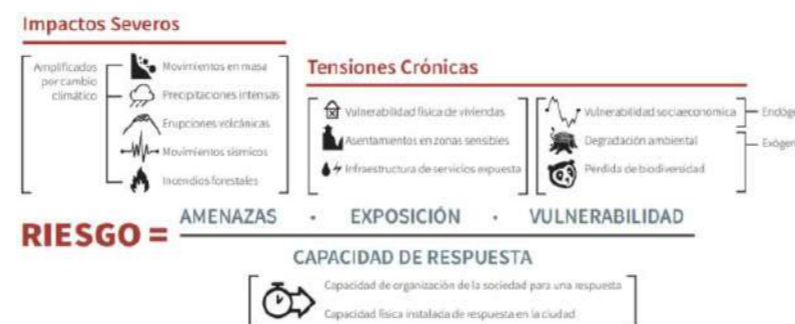 Impactos Severos
Amplificados
por cambio
climático
Movimientos en masa
Precipitaciones intensas
Erupciones volcánicas
Movimientos sísmicos
Incendios forestales
Tensiones Crónicas
Vulnerabilidad física de viviendas
Asentamientos en zonas sensibles
Infraestructura de servicios expuesta
Vulnerabilidad socioeconomica
Degradación ambiental
Pérdida de biodiversidad
Endóge
Exógen
RIESGO = AMENAZAS · EXPOSICIÓN · VULNERABILIDAD
CAPACIDAD DE RESPUESTA
Capacidad de organización de la sociedad para una respuesta
Capacidad física instalada de respuesta en la ciudad